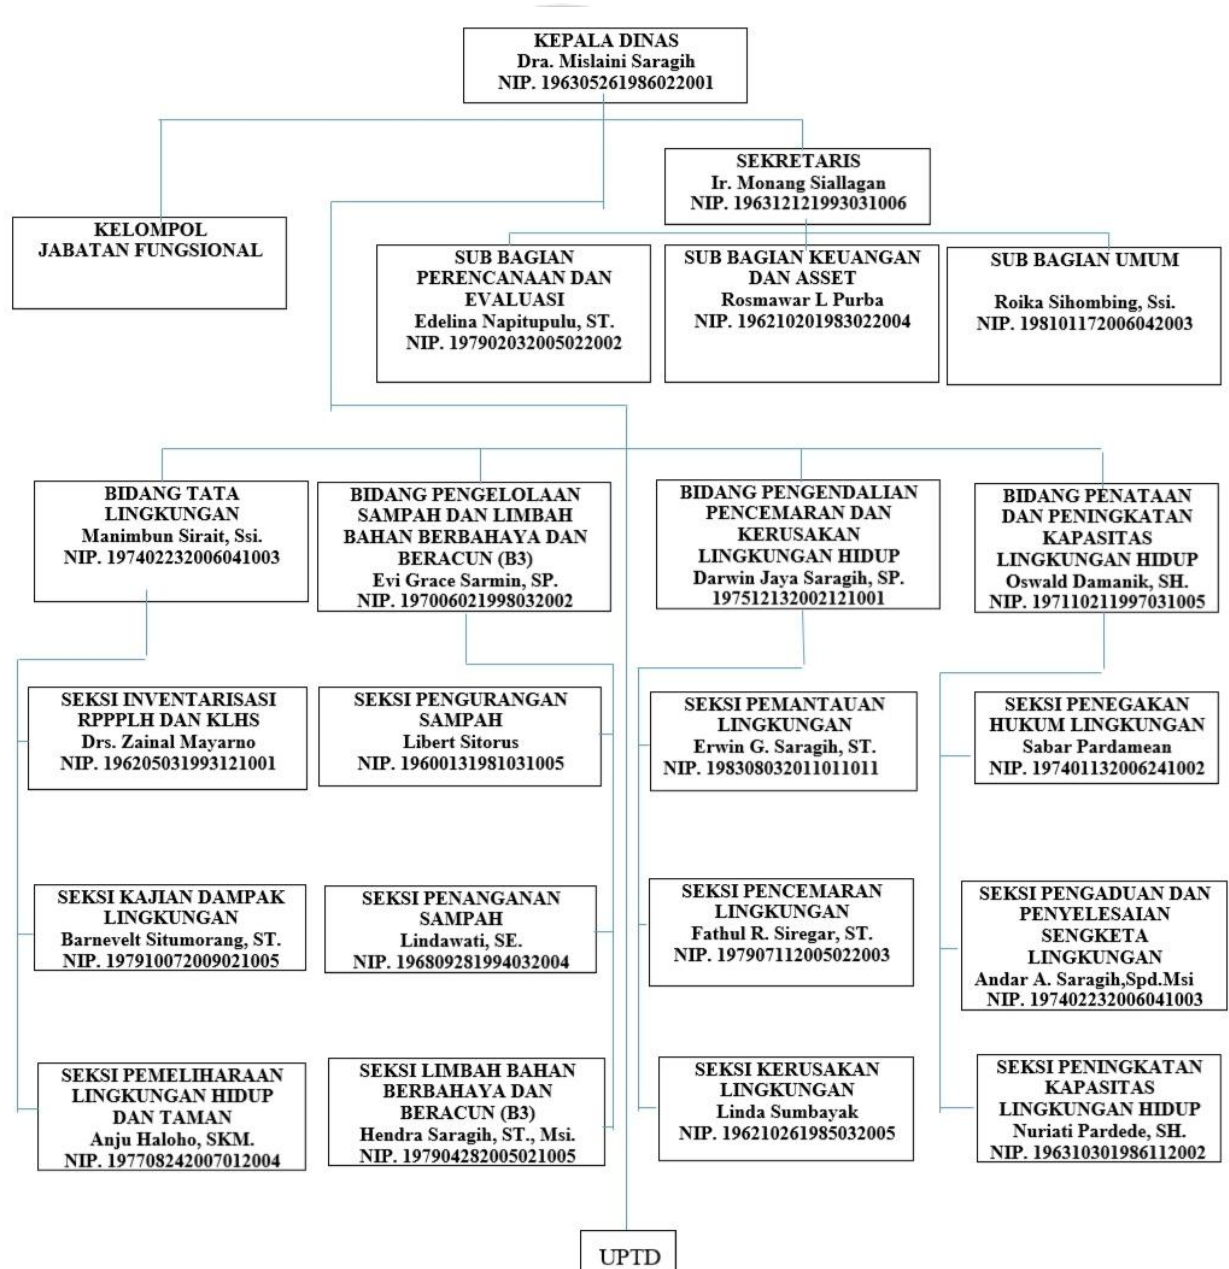 KEPALA DINAS
Dra. Mislaini Saragih
NIP. 196305261986022001
SEKRETARIS
Ir. Monang Siallagan
NIP. 196312121993031006
KELOMPOL
JABATAN FUNGSIONAL
SUB BAGIAN
PERENCANAAN DAN
EVALUASI
Edelina Napitupulu, ST.
NIP. 197902032005022002
SUB BAGIAN KEUANGAN
DAN ASSET
Rosmawar L Purba
NIP. 196210201983022004
SUB BAGIAN UMUM
Roika Sihombing, Ssi.
NIP. 198101172006042003
BIDANG TATA
LINGKUNGAN
Manimbun Sirait, Ssi.
NIP. 197402232006041003
BIDANG PENGELOLAAN
SAMPAH DAN LIMBAH
BAHAN BERBAHAYA DAN
BERACUN (B3)
Evi Grace Sarmin, SP.
NIP. 197006021998032002
BIDANG PENGENDALIAN
PENCEMARAN DAN
KERUSAKAN
LINGKUNGAN HIDUP
Darwin Jaya Saragih, SP.
197512132002121001
BIDANG PENATAAN
DAN PENINGKATAN
KAPASITAS
LINGKUNGAN HIDUP
Oswald Damanik, SH.
NIP. 197110211997031005
SEKSI INVENTARISASI
RPPPLH DAN KLHS
Drs. Zainal Mayarno
NIP. 196205031993121001
SEKSI PENGURANGAN
SAMPAH
Libert Sitorus
NIP. 19600131981031005
SEKSI PEMANTAUAN
LINGKUNGAN
Erwin G. Saragih, ST.
NIP. 198308032011011011
SEKSI PENEGAKAN
HUKUM LINGKUNGAN
Sabar Pardamean
NIP. 197401132006241002
SEKSI KAJIAN DAMPAK
LINGKUNGAN
Barnevelt Situmorang, ST.
NIP. 197910072009021005
SEKSI PENANGANAN
SAMPAH
Lindawati, SE.
NIP. 196809281994032004
SEKSI PENCEMARAN
LINGKUNGAN
Fathul R. Siregar, ST.
NIP. 197907112005022003
SEKSI PENGADUAN DAN
PENYELESAIAN
SENGKETA
LINGKUNGAN
Andar A. Saragih,Spd.Msi
NIP. 197402232006041003
SEKSI PEMELIHARAAN
LINGKUNGAN HIDUP
DAN TAMAN
Anju Haloho, SKM.
NIP. 197708242007012004
SEKSI LIMBAH BAHAN
BERBAHAYA DAN
BERACUN (B3)
Hendra Saragih, ST., Msi.
NIP. 197904282005021005
SEKSI KERUSAKAN
LINGKUNGAN
Linda Sumbayak
NIP. 196210261985032005
SEKSI PENINGKATAN
KAPASITAS
LINGKUNGAN HIDUP
Nuriati Pardede, SH.
NIP. 196310301986112002
UPTD